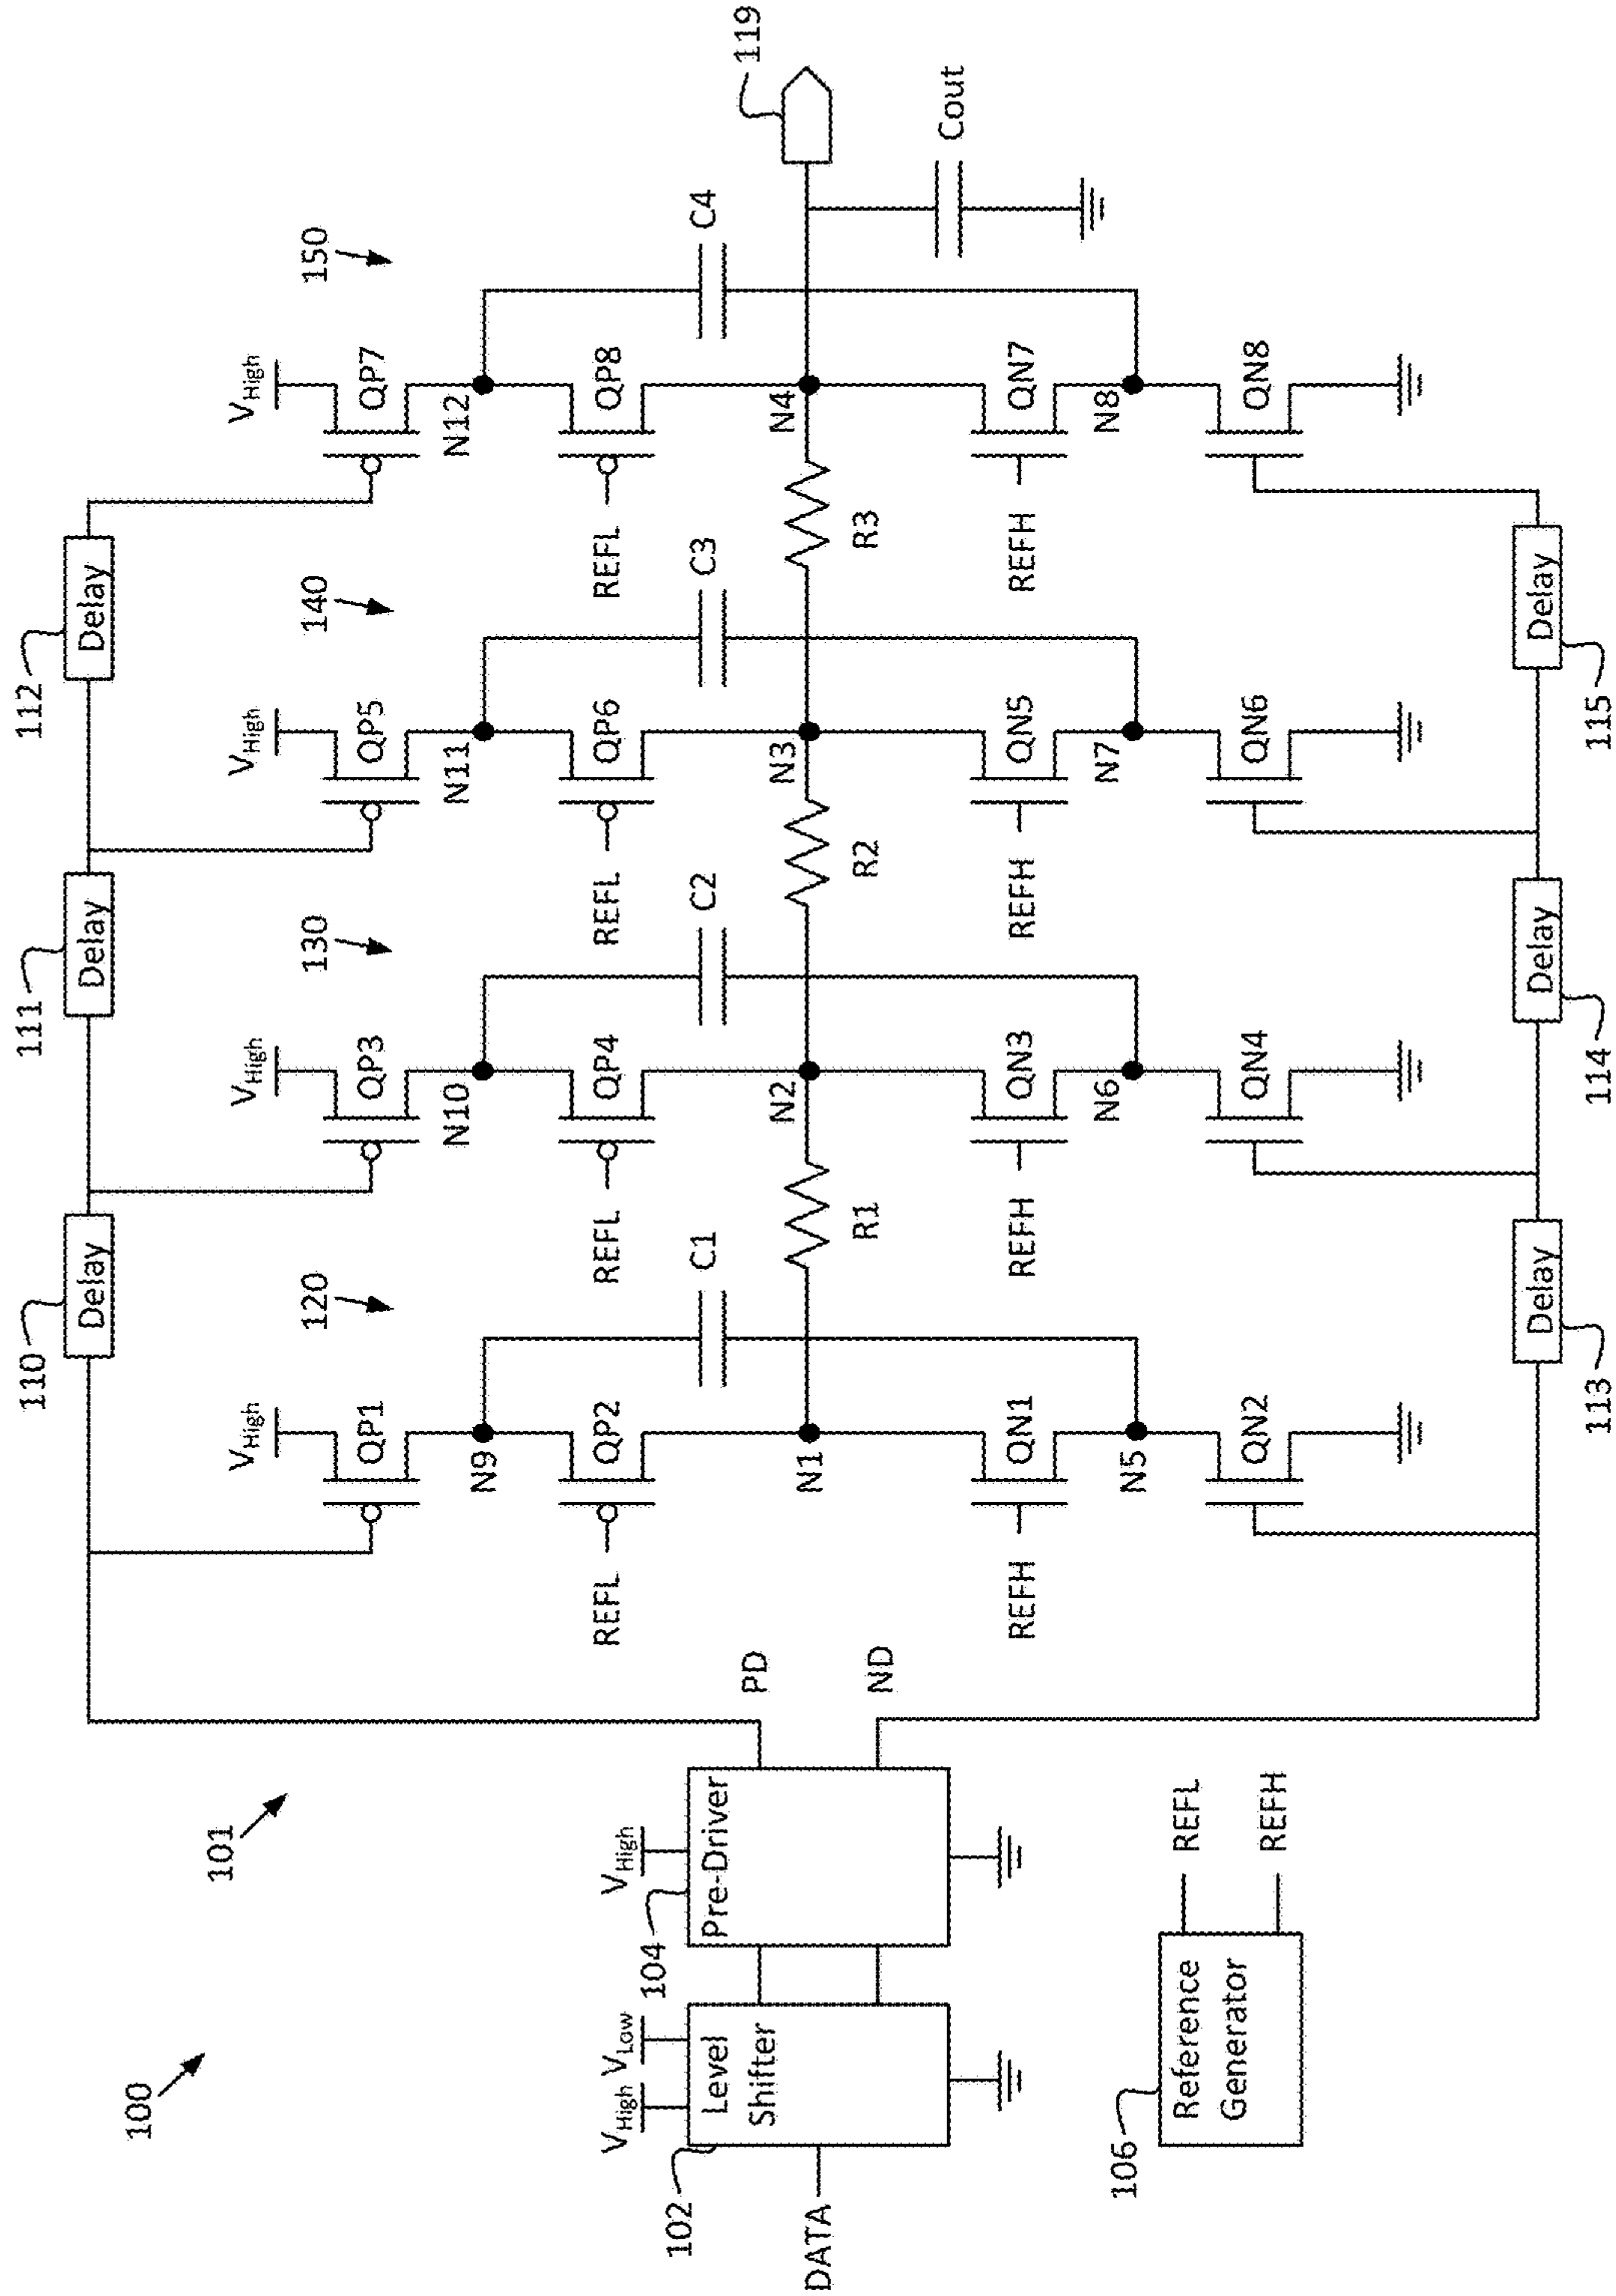 100
101
DATA
102
Level
Shifter
VHigh
VLow
104
Pre-Driver
VHigh
PD
ND
106
Reference
Generator
REFL
REFH
110
Delay
111
Delay
112
Delay
120
VHigh
QP1
N9
QP2
REFL
C1
N1
QN1
REFH
N5
QN2
R1
130
VHigh
QP3
N10
QP4
REFL
C2
N2
QN3
REFH
N6
QN4
R2
140
VHigh
QP5
N11
QP6
REFL
C3
N3
QN5
REFH
N7
QN6
R3
150
VHigh
QP7
N12
QP8
REFL
C4
N4
QN7
REFH
N8
QN8
119
Cout
Delay
113
Delay
114
Delay
115